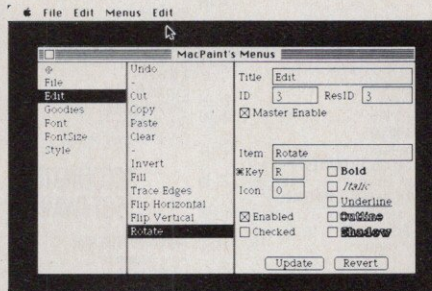 File Edit Menus Edit
MacPaint's Menus
File
Edit
Goodies
Font
FontSize
Style
Undo
-
Cut
Copy
Paste
Clear
-
Invert
Fill
Trace Edges
Flip Horizontal
Flip Vertical
Rotate
Title Edit
ID 3 ResID 3
Master Enable
Item Rotate
⌘Key R
Icon 0
Enabled
Checked
Bold
Italic
Underline
Outline
Shadow
Update Revert